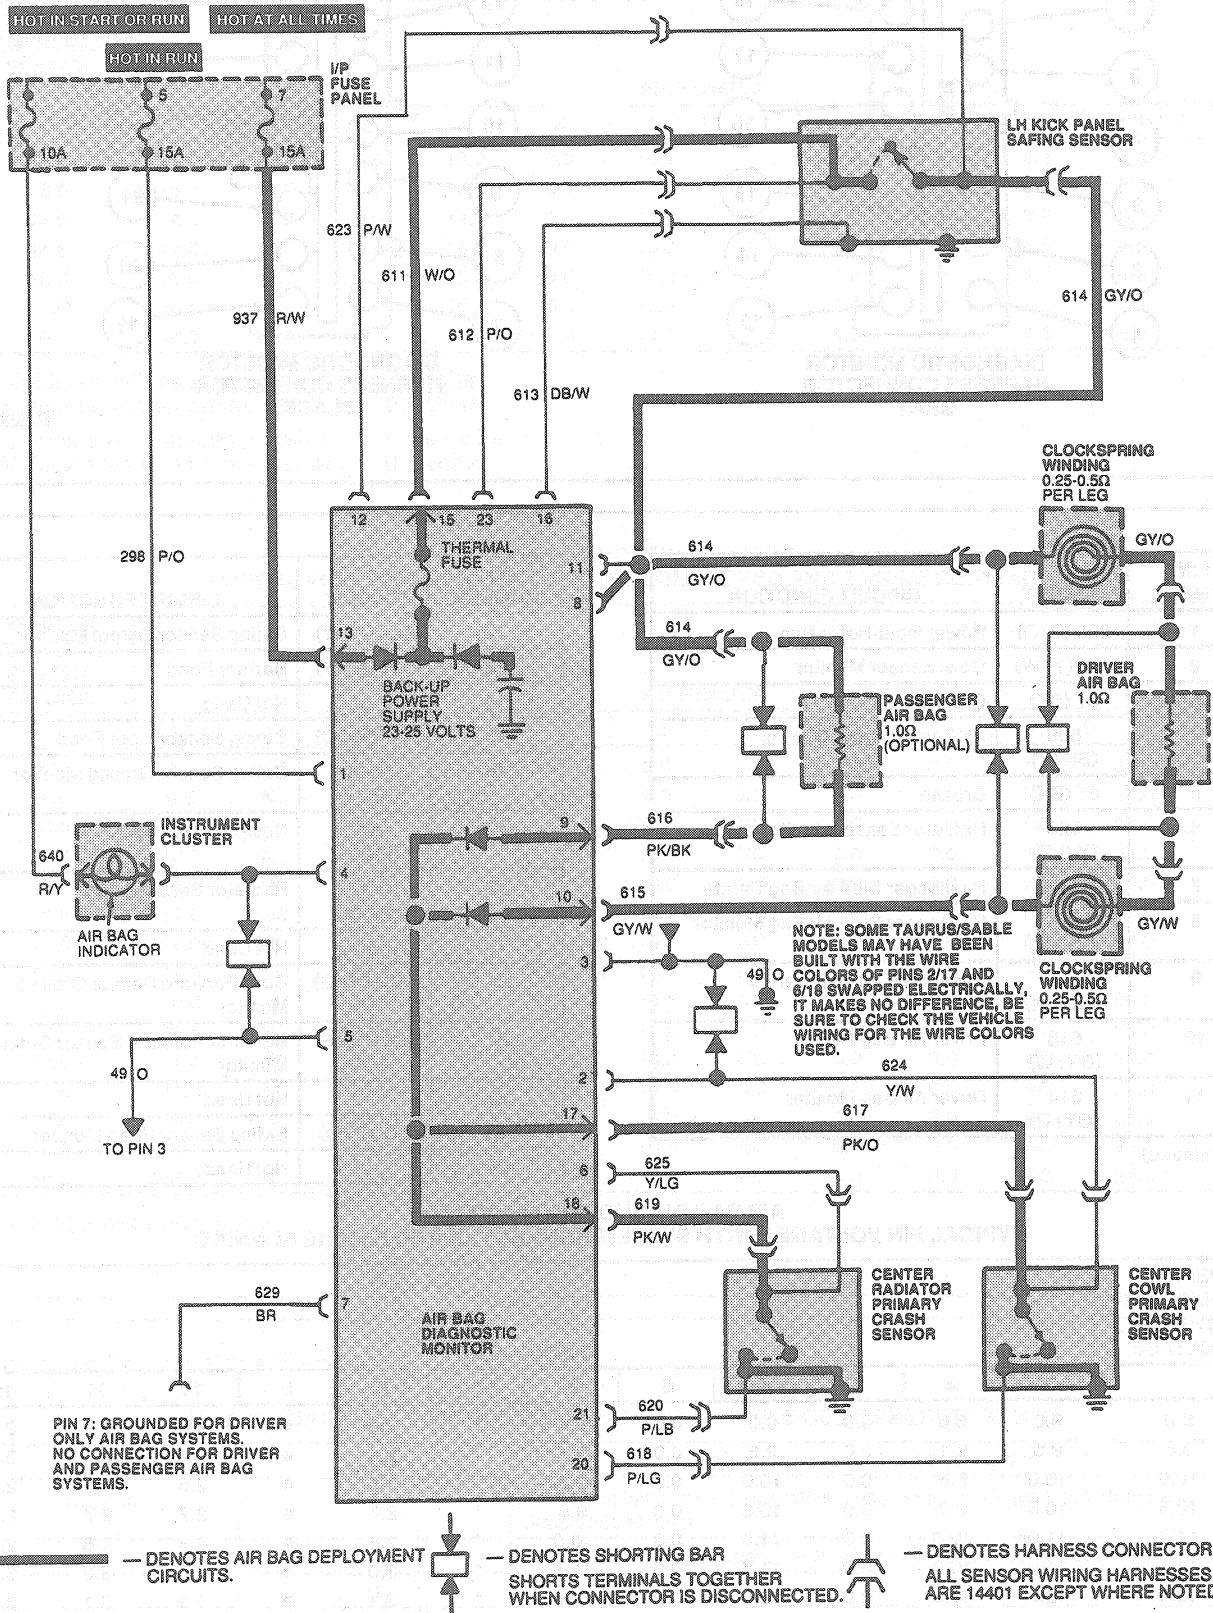 HOT IN START OR RUN
HOT AT ALL TIMES
HOT IN RUN
I/P
FUSE
PANEL
5
7
10A
15A
15A
LH KICK PANEL
SAFING SENSOR
623 P/W
611 W/O
614 GY/O
937 R/W
612 P/O
613 DB/W
CLOCKSPRING
WINDING
0.25-0.5Ω
PER LEG
12
15
23
16
THERMAL
FUSE
298 P/O
614
GY/O
GY/O
11
8
13
614
GY/O
BACK-UP
POWER
SUPPLY
23-25 VOLTS
PASSENGER
AIR BAG
1.0Ω
(OPTIONAL)
DRIVER
AIR BAG
1.0Ω
1
INSTRUMENT
CLUSTER
640
R/Y
AIR BAG
INDICATOR
4
9
616
PK/BK
10
615
GY/W
GY/W
3
49 O
NOTE: SOME TAURUS/SABLE
MODELS MAY HAVE BEEN
BUILT WITH THE WIRE
COLORS OF PINS 2/17 AND
6/18 SWAPPED ELECTRICALLY,
IT MAKES NO DIFFERENCE, BE
SURE TO CHECK THE VEHICLE
WIRING FOR THE WIRE COLORS
USED.
CLOCKSPRING
WINDING
0.25-0.5Ω
PER LEG
5
49 O
TO PIN 3
2
624
Y/W
17
617
PK/O
6
625
Y/LG
18
619
PK/W
CENTER
RADIATOR
PRIMARY
CRASH
SENSOR
CENTER
COWL
PRIMARY
CRASH
SENSOR
629
BR
7
AIR BAG
DIAGNOSTIC
MONITOR
PIN 7: GROUNDED FOR DRIVER
ONLY AIR BAG SYSTEMS.
NO CONNECTION FOR DRIVER
AND PASSENGER AIR BAG
SYSTEMS.
21
620
P/LB
20
618
P/LG
— DENOTES AIR BAG DEPLOYMENT
CIRCUITS.
— DENOTES SHORTING BAR
SHORTS TERMINALS TOGETHER
WHEN CONNECTOR IS DISCONNECTED.
— DENOTES HARNESS CONNECTOR
ALL SENSOR WIRING HARNESSES
ARE 14401 EXCEPT WHERE NOTED